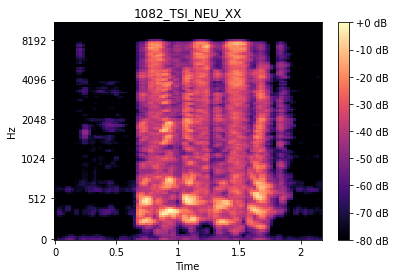 1082_TSI_NEU_XX
8192
4096
2048
1024
512
0
Hz
0
0.5
1
1.5
2
Time
+0 dB
-10 dB
-20 dB
-30 dB
-40 dB
-50 dB
-60 dB
-70 dB
-80 dB